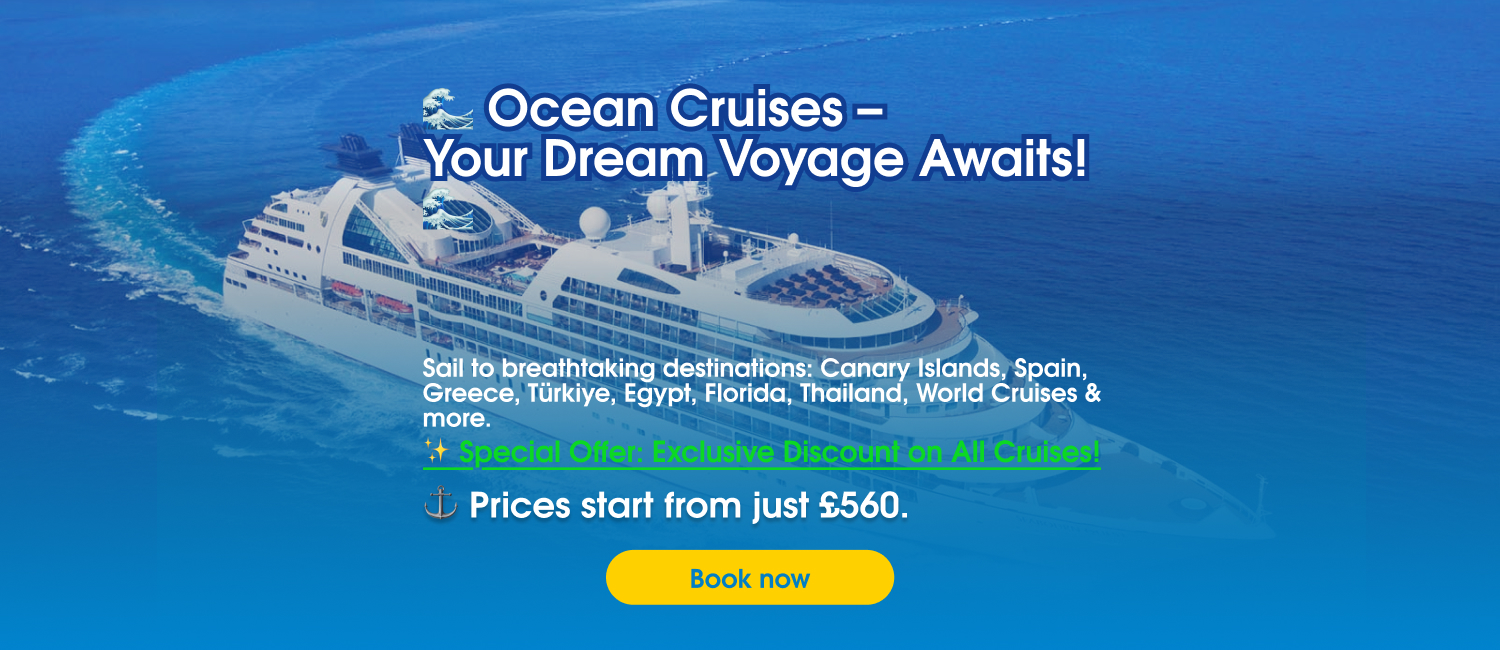 🌊 Ocean Cruises –
Your Dream Voyage Awaits!
🌊
Sail to breathtaking destinations: Canary Islands, Spain,
Greece, Türkiye, Egypt, Florida, Thailand, World Cruises &
more.
✨ Special Offer: Exclusive Discount on All Cruises!
⚓ Prices start from just £560.
Book now